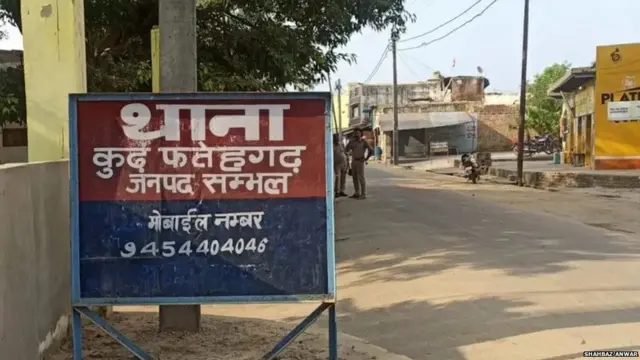 थाना
कुढ़ फतेहगढ़
जनपद सम्भल
मोबाईल नम्बर
9454404046
PLATI
SHAHBAZ ANWAR